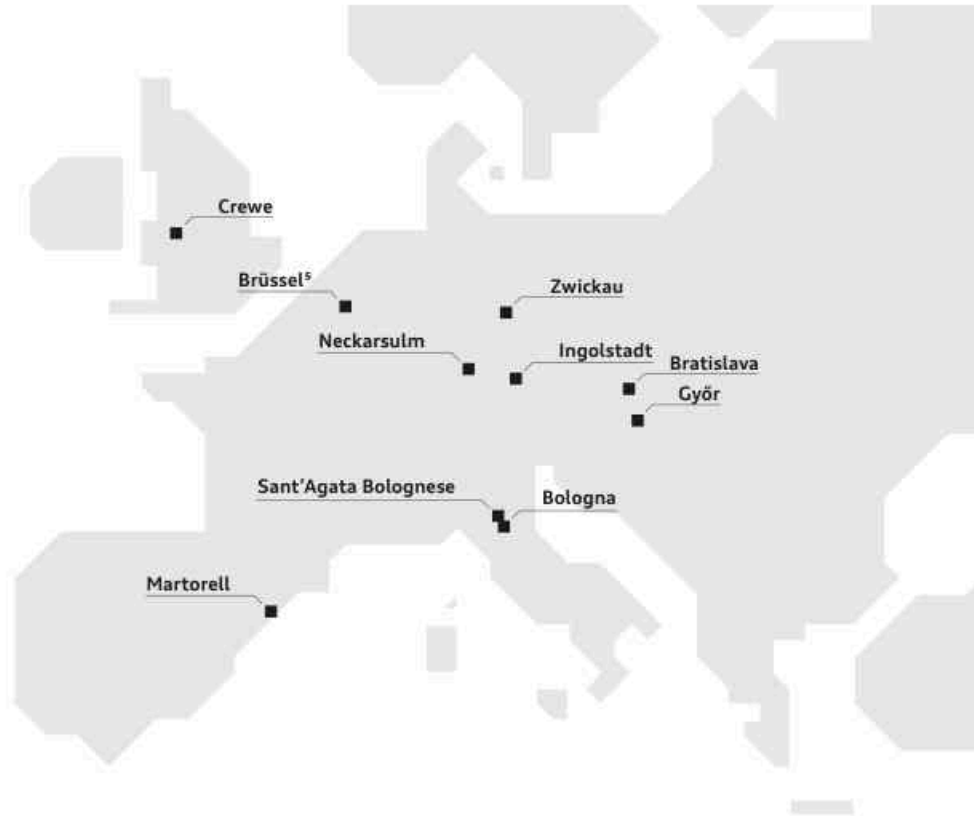 Crewe
Brüssel⁵
Zwickau
Neckarsulm
Ingolstadt
Bratislava
Győr
Sant'Agata Bolognese
Bologna
Martorell